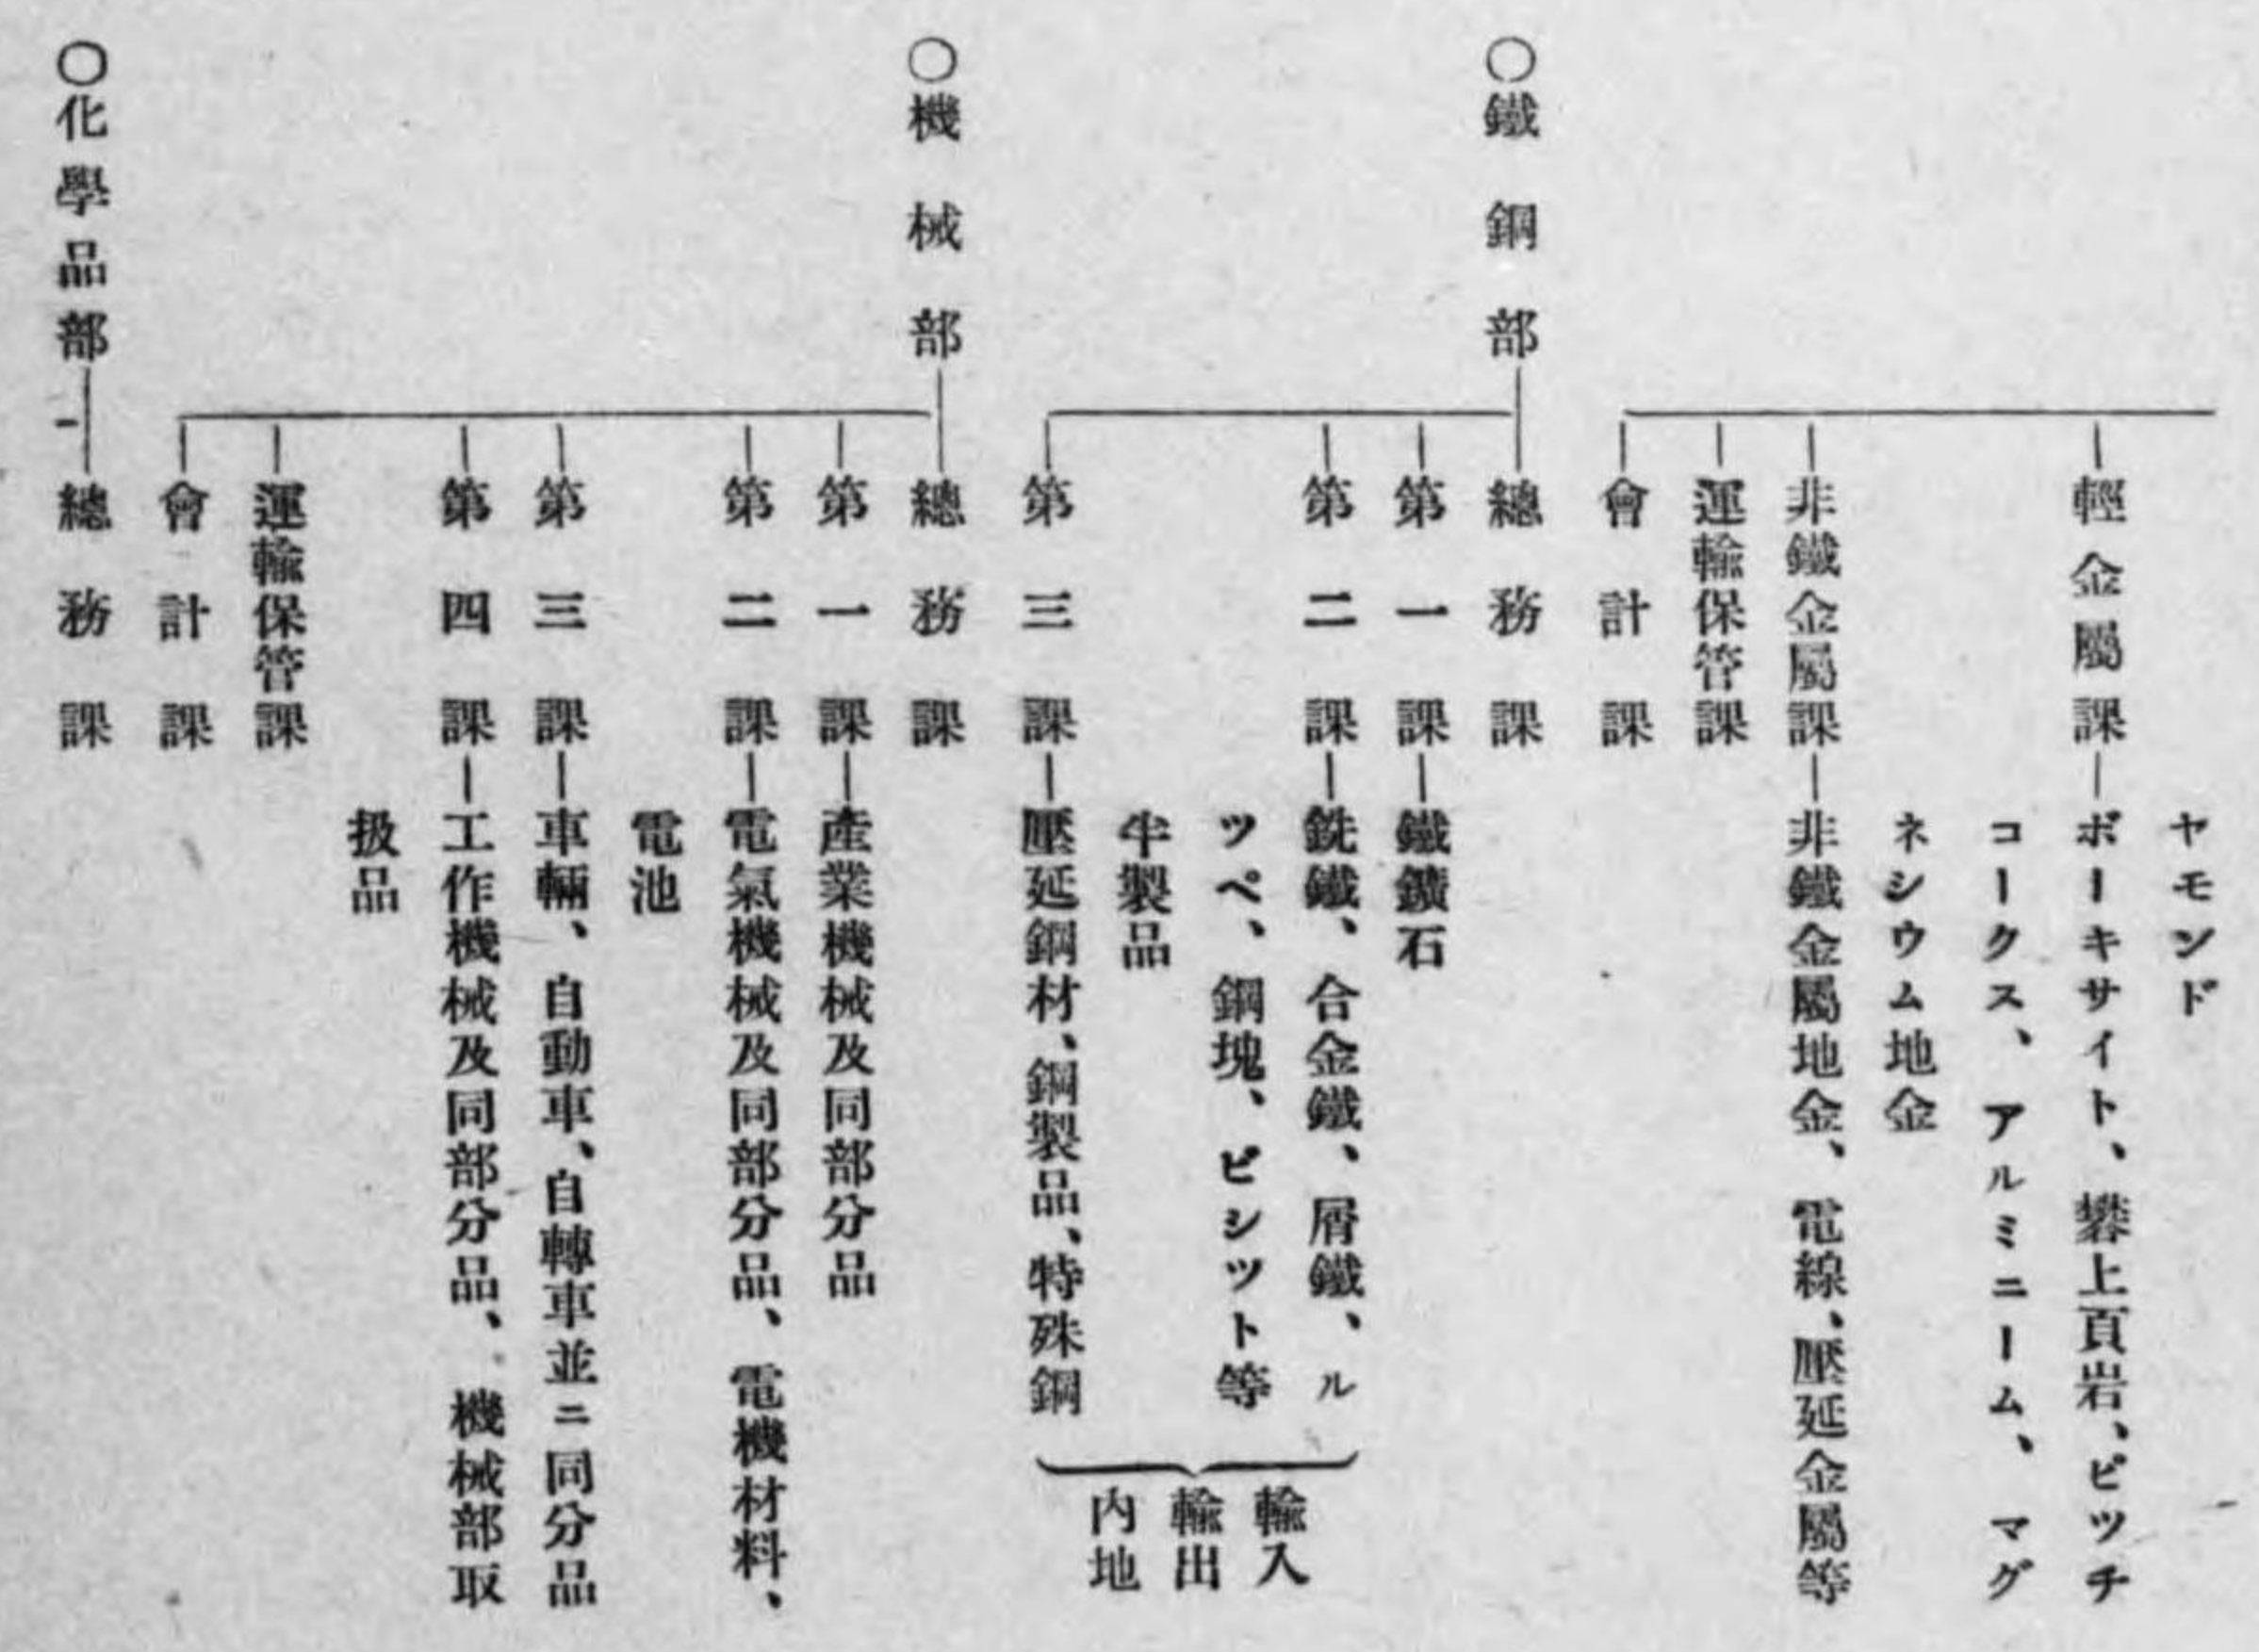 ヤモンド
輕金屬課―ボーキサイト、礬土頁岩、ピツチ
コークス、アルミニーム、マグ
ネシウム地金
非鐵金屬課―非鐵金屬地金、電線、壓延金屬等
運輸保管課
會計課
○鐵鋼部―總務課
第一課―鐵鑛石
第二課―銑鐵、合金鐵、屑鐵、ル
ツペ、鋼塊、ビシツト等
半製品
第三課―壓延鋼材、鋼製品、特殊鋼
輸入
輸出
内地
○機械部―總務課
第一課―產業機械及同部分品
第二課―電氣機械及同部分品、電機材料、
電池
第三課―車輛、自動車、自轉車並ニ同分品
第四課―工作機械及同部分品、機械部取
扱品
運輸保管課
會計課
○化學品部―總務課